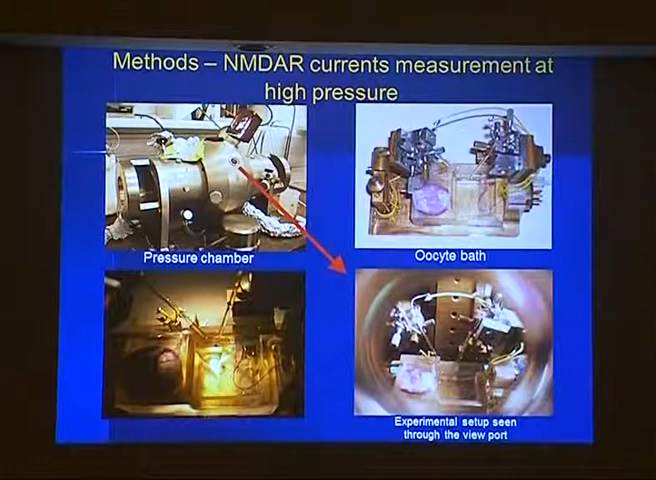 Methods – NMDAR currents measurement at
high pressure
Pressure chamber
Oocyte bath
Experimental setup seen
through the view port